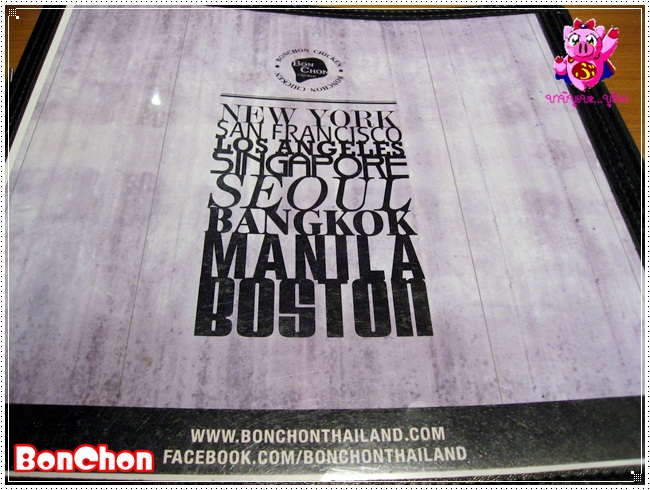 BONCHON CHICKEN
BONCHON CHICKEN
BON
CHON
Chicken
NEW YORK
SAN FRANCISCO
LOS ANGELES
SINGAPORE
SEOUL
BANGKOK
MANILA
BOSTON
WWW.BONCHONTHAILAND.COM
FACEBOOK.COM/BONCHONTHAILAND
BonChon
S